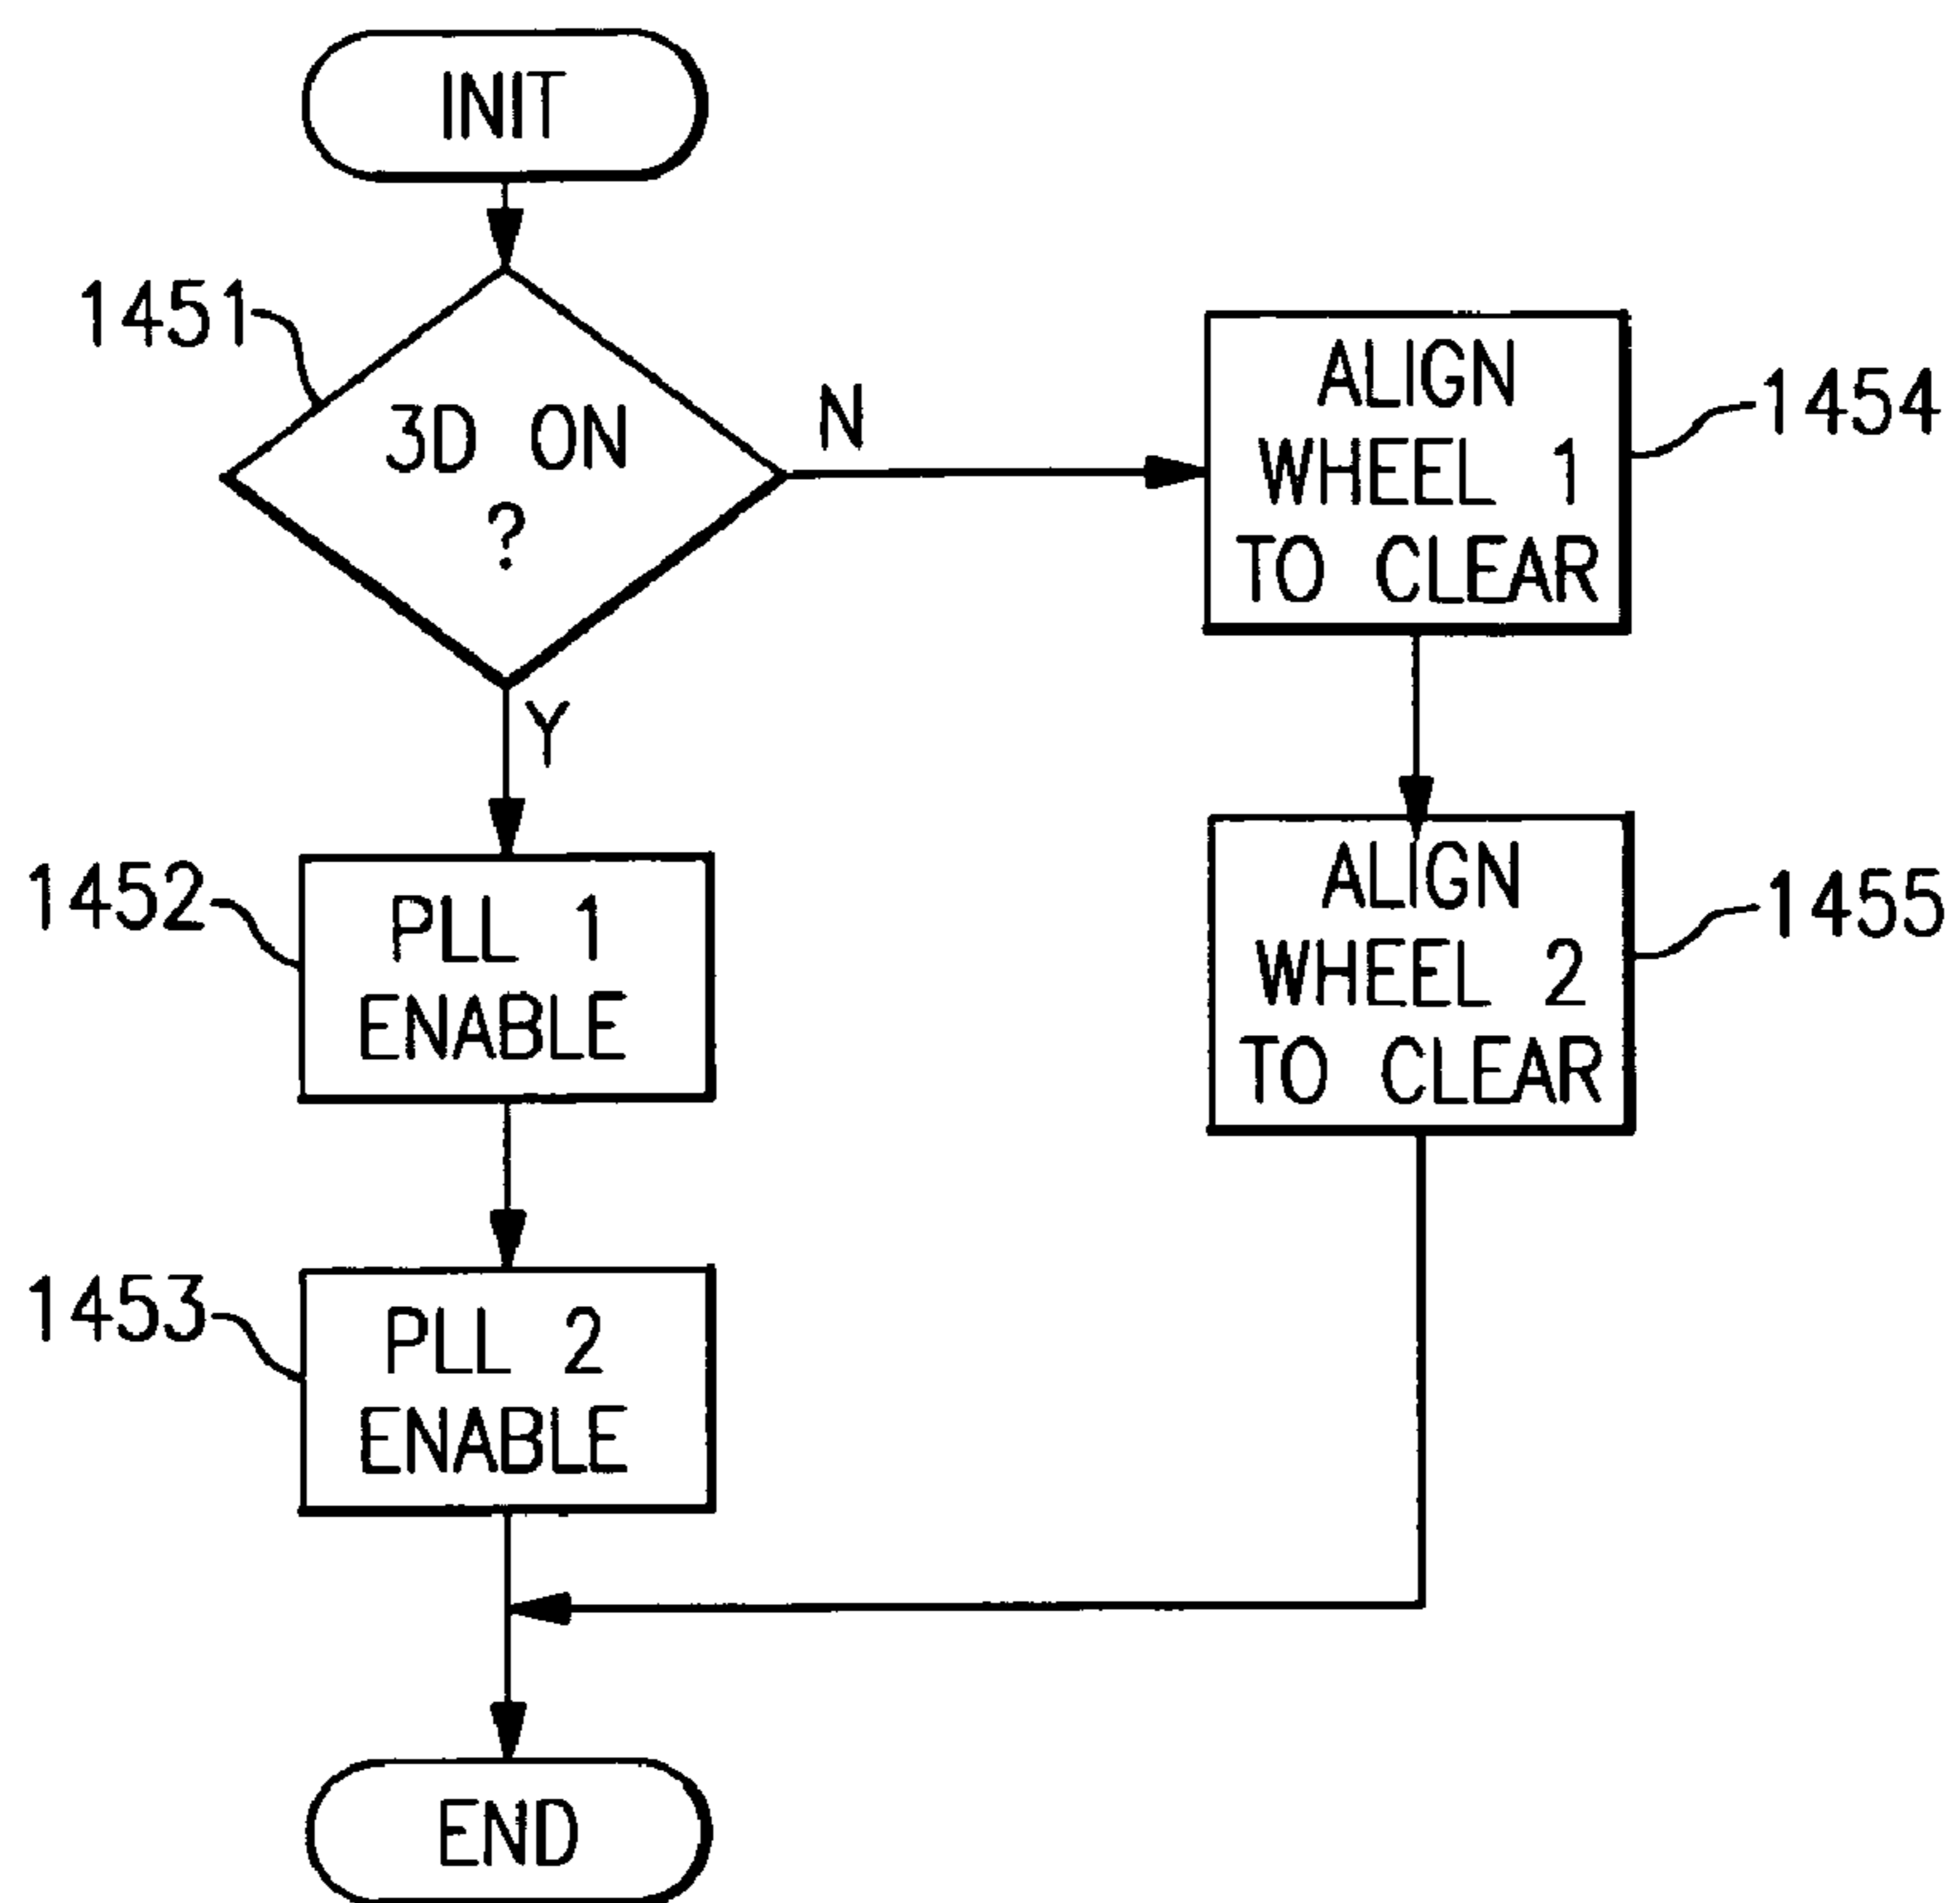 INIT
1451
3D ON
?
N
Y
ALIGN
WHEEL 1
TO CLEAR
1454
1452
PLL 1
ENABLE
ALIGN
WHEEL 2
TO CLEAR
1455
1453
PLL 2
ENABLE
END